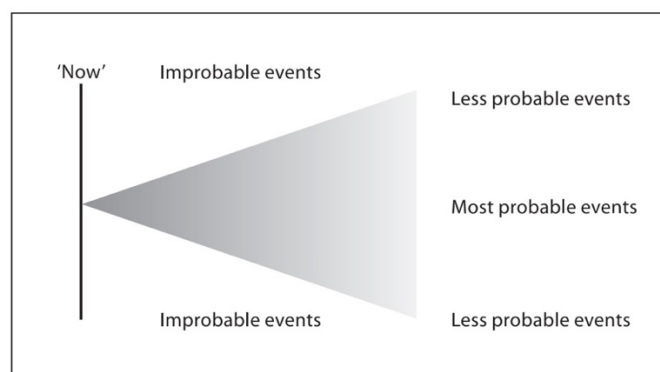 ‘Now’
Improbable events
Less probable events
Most probable events
Improbable events
Less probable events